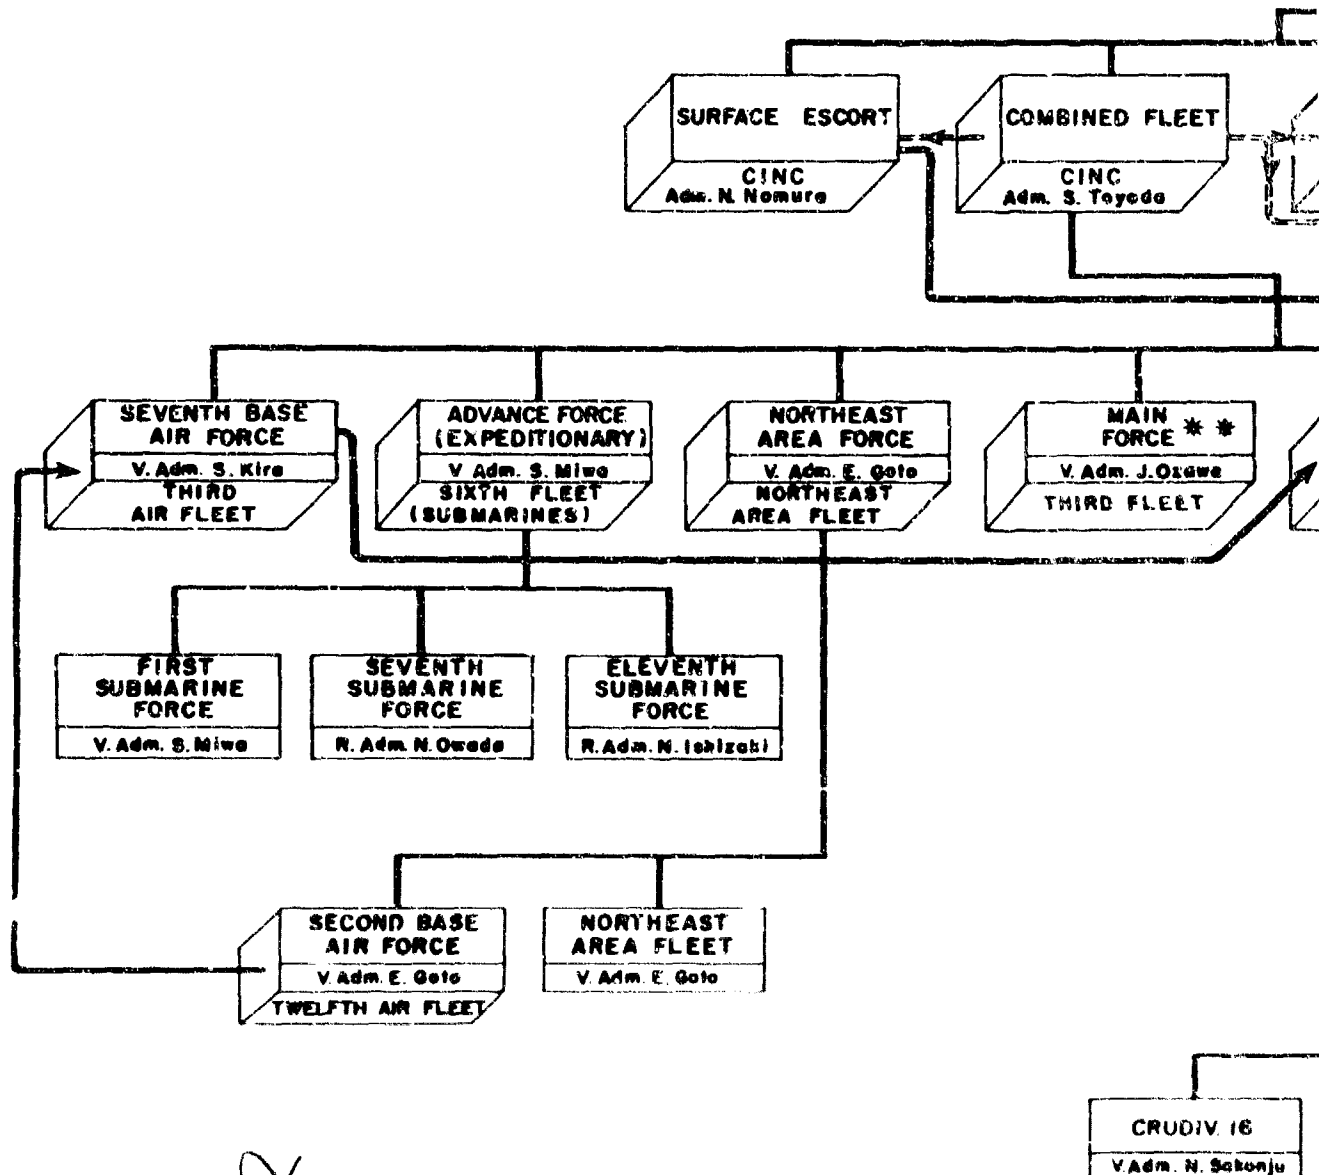 SURFACE ESCORT
CINC
Adm. N. Nomura
COMBINED FLEET
CINC
Adm. S. Toyoda
SEVENTH BASE
AIR FORCE
V. Adm. S. Kira
THIRD
AIR FLEET
ADVANCE FORCE
(EXPEDITIONARY)
V Adm. S. Miwa
SIXTH FLEET
(SUBMARINES)
NORTHEAST
AREA FORCE
V. Adm. E. Goto
NORTHEAST
AREA FLEET
MAIN
FORCE * *
V. Adm. J. Ozawa
THIRD FLEET
FIRST
SUBMARINE
FORCE
V. Adm. S. Miwa
SEVENTH
SUBMARINE
FORCE
R. Adm. N. Owada
ELEVENTH
SUBMARINE
FORCE
R. Adm. N. Ishizaki
SECOND BASE
AIR FORCE
V. Adm. E. Goto
TWELFTH AIR FLEET
NORTHEAST
AREA FLEET
V. Adm. E. Goto
CRUDIV. 16
V. Adm. N. Sakonju